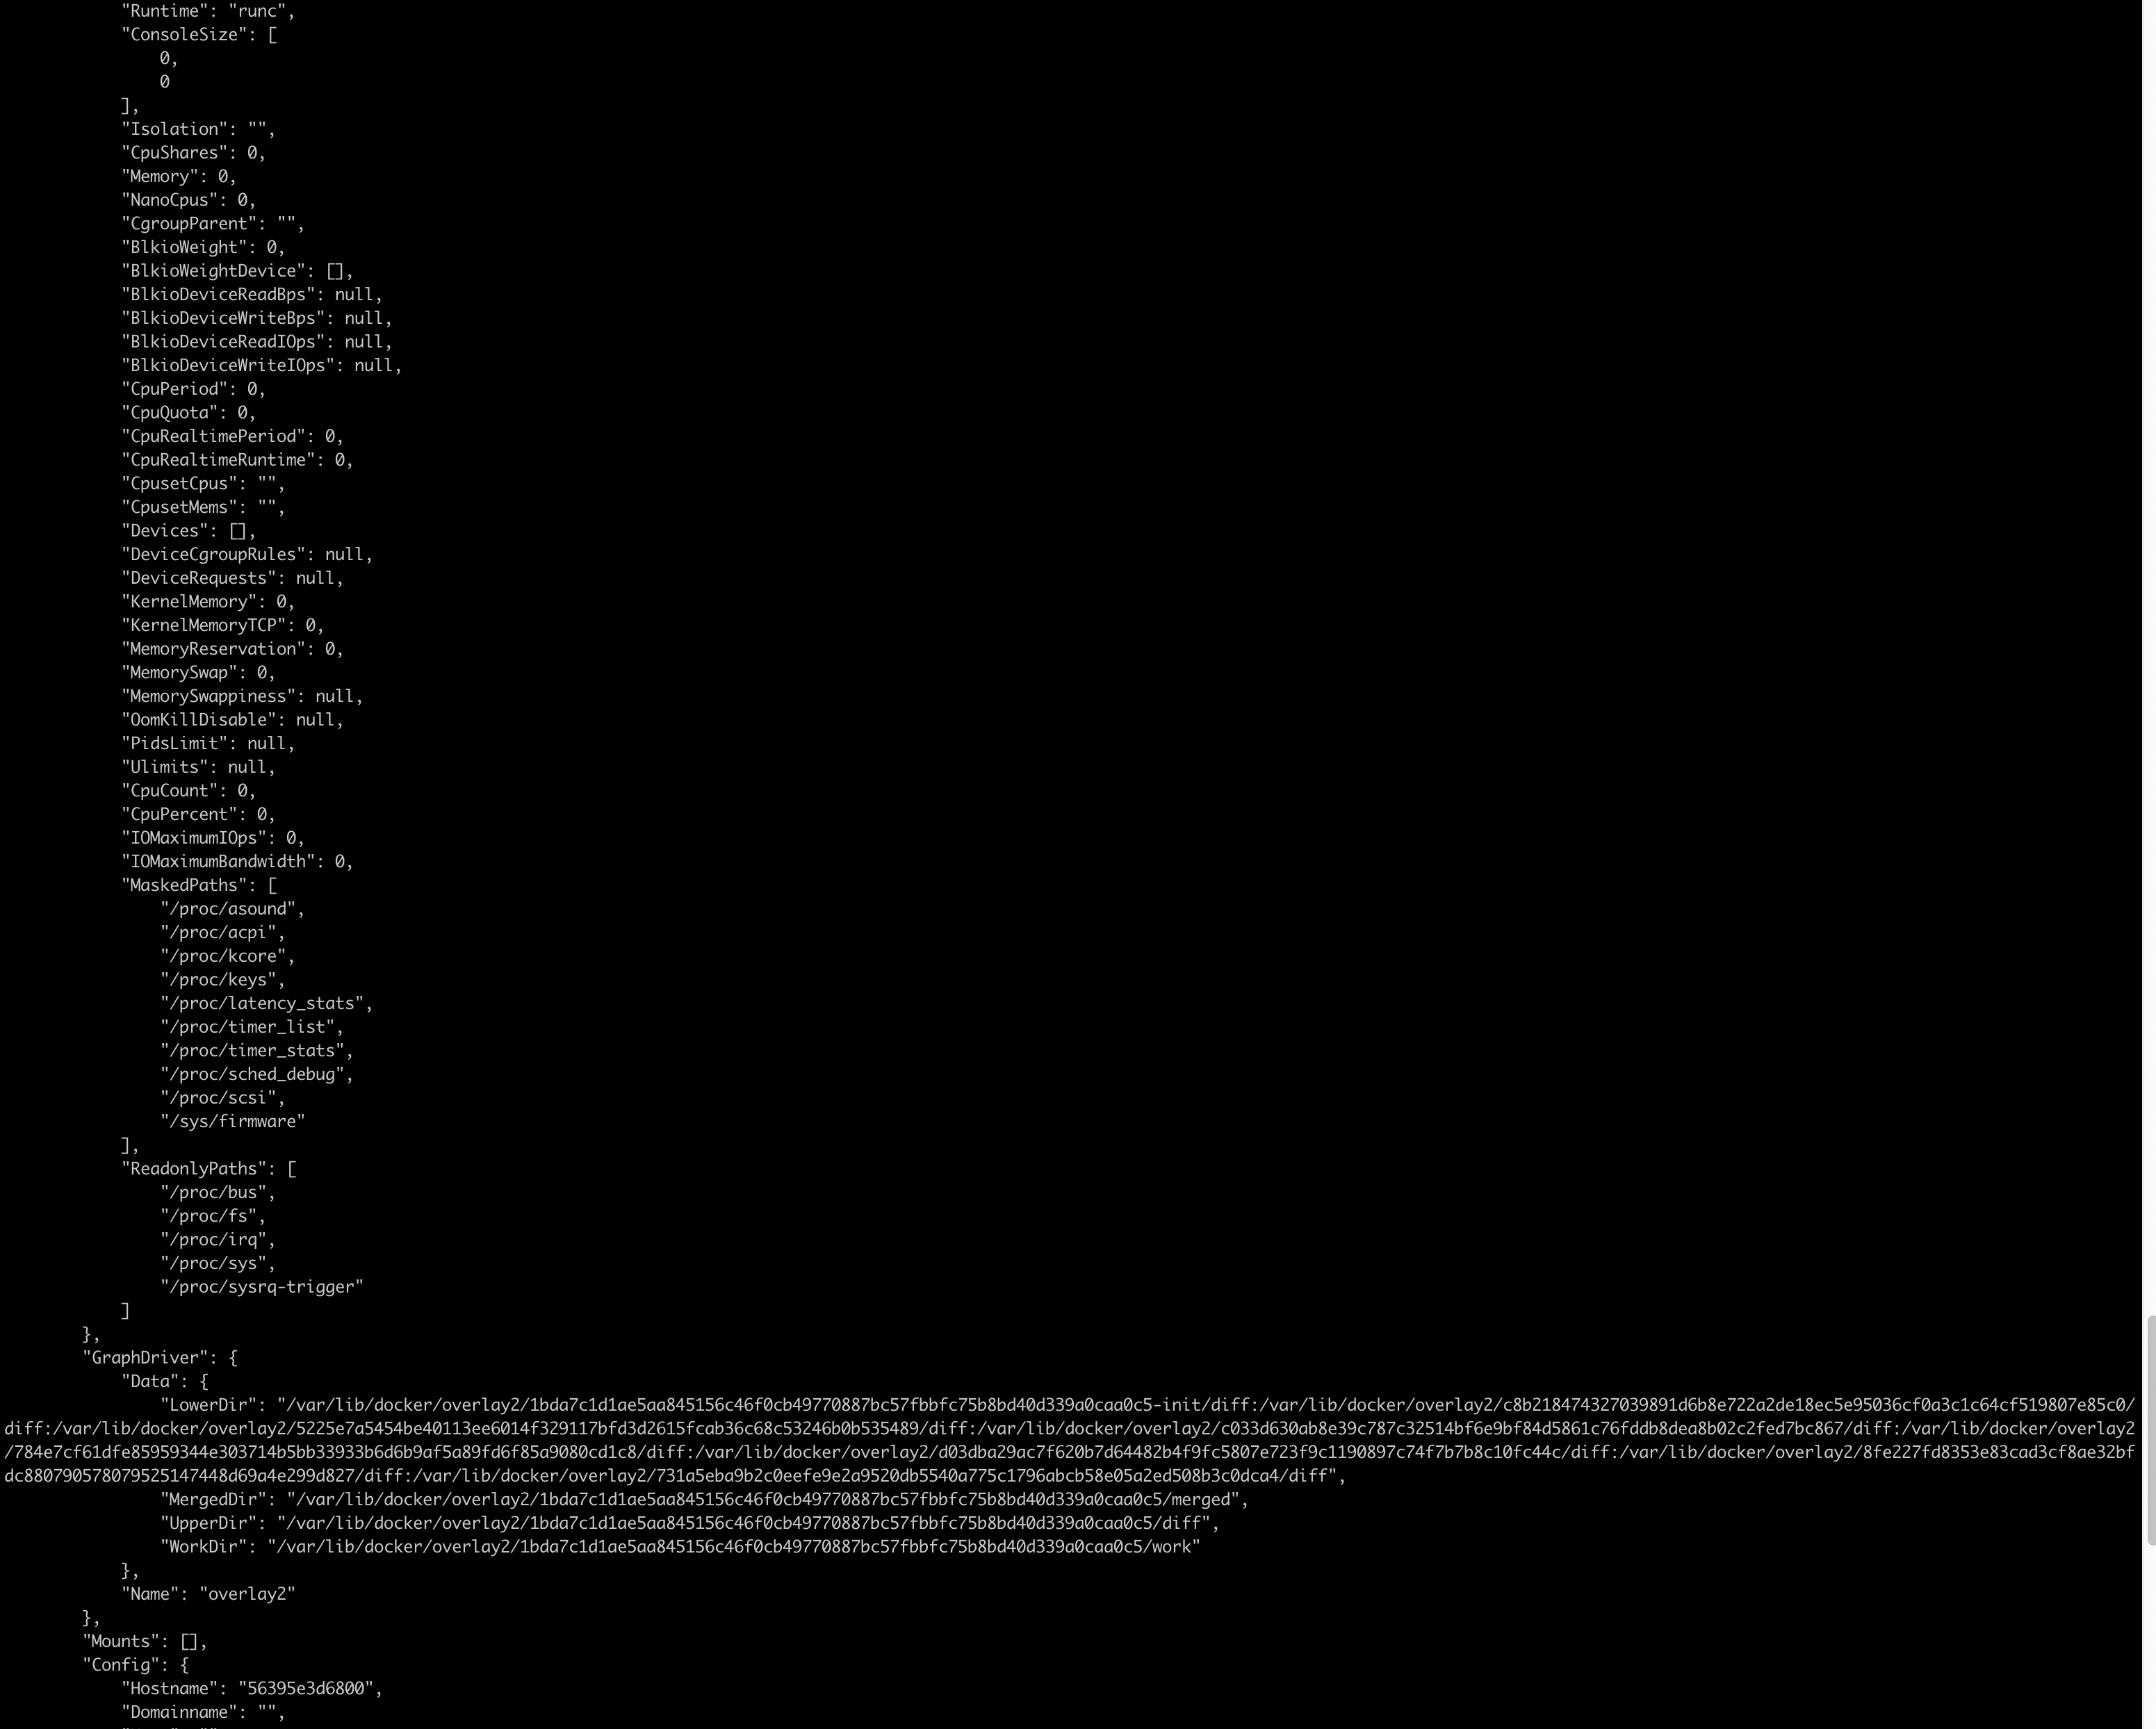 "Runtime": "runc",
"ConsoleSize": [
0,
0
],
"Isolation": "",
"CpuShares": 0,
"Memory": 0,
"NanoCpus": 0,
"CgroupParent": "",
"BlkioWeight": 0,
"BlkioWeightDevice": [],
"BlkioDeviceReadBps": null,
"BlkioDeviceWriteBps": null,
"BlkioDeviceReadIOps": null,
"BlkioDeviceWriteIOps": null,
"CpuPeriod": 0,
"CpuQuota": 0,
"CpuRealtimePeriod": 0,
"CpuRealtimeRuntime": 0,
"CpusetCpus": "",
"CpusetMems": "",
"Devices": [],
"DeviceCgroupRules": null,
"DeviceRequests": null,
"KernelMemory": 0,
"KernelMemoryTCP": 0,
"MemoryReservation": 0,
"MemorySwap": 0,
"MemorySwappiness": null,
"OomKillDisable": null,
"PidsLimit": null,
"Ulimits": null,
"CpuCount": 0,
"CpuPercent": 0,
"IOMaximumIOps": 0,
"IOMaximumBandwidth": 0,
"MaskedPaths": [
"/proc/asound",
"/proc/acpi",
"/proc/kcore",
"/proc/keys",
"/proc/latency_stats",
"/proc/timer_list",
"/proc/timer_stats",
"/proc/sched_debug",
"/proc/scsi",
"/sys/firmware"
],
"ReadonlyPaths": [
"/proc/bus",
"/proc/fs",
"/proc/irq",
"/proc/sys",
"/proc/sysrq-trigger"
]
},
"GraphDriver": {
"Data": {
"LowerDir": "/var/lib/docker/overlay2/1bda7c1d1ae5aa845156c46f0cb49770887bc57fbbfc75b8bd40d339a0caa0c5-init/diff:/var/lib/docker/overlay2/c8b218474327039891d6b8e722a2de18ec5e95036cf0a3c1c64cf519807e85c0/
diff:/var/lib/docker/overlay2/5225e7a5454be40113ee6014f329117bfd3d2615fcab36c68c53246b0b535489/diff:/var/lib/docker/overlay2/c033d630ab8e39c787c32514bf6e9bf84d5861c76fddb8dea8b02c2fed7bc867/diff:/var/lib/docker/overlay2
/784e7cf61dfe85959344e303714b5bb33933b6d6b9af5a89fd6f85a9080cd1c8/diff:/var/lib/docker/overlay2/d03dba29ac7f620b7d64482b4f9fc5807e723f9c1190897c74f7b7b8c10fc44c/diff:/var/lib/docker/overlay2/8fe227fd8353e83cad3cf8ae32bf
dc880790578079525147448d69a4e299d827/diff:/var/lib/docker/overlay2/731a5eba9b2c0eefe9e2a9520db5540a775c1796abcb58e05a2ed508b3c0dca4/diff",
"MergedDir": "/var/lib/docker/overlay2/1bda7c1d1ae5aa845156c46f0cb49770887bc57fbbfc75b8bd40d339a0caa0c5/merged",
"UpperDir": "/var/lib/docker/overlay2/1bda7c1d1ae5aa845156c46f0cb49770887bc57fbbfc75b8bd40d339a0caa0c5/diff",
"WorkDir": "/var/lib/docker/overlay2/1bda7c1d1ae5aa845156c46f0cb49770887bc57fbbfc75b8bd40d339a0caa0c5/work"
},
"Name": "overlay2"
},
"Mounts": [],
"Config": {
"Hostname": "56395e3d6800",
"Domainname": "",